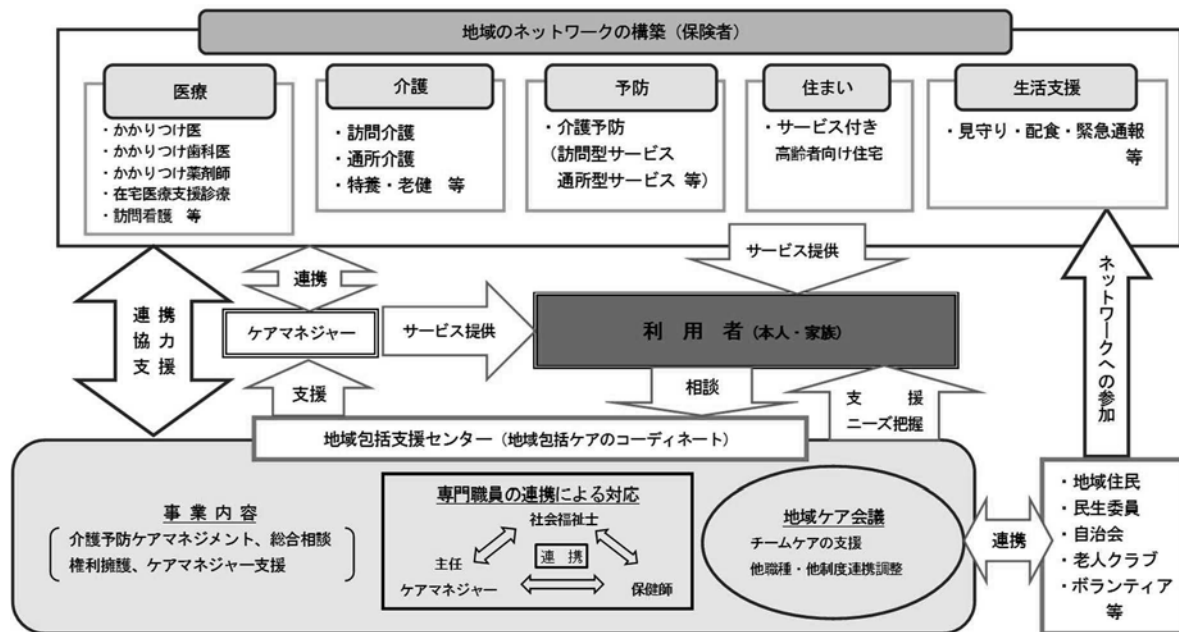 地域のネットワークの構築（保険者）
医療
・かかりつけ医
・かかりつけ歯科医
・かかりつけ薬剤師
・在宅医療支援診療
・訪問看護　等
介護
・訪問介護
・通所介護
・特養・老健　等
予防
・介護予防
（訪問型サービス
通所型サービス 等）
住まい
・サービス付き
高齢者向け住宅
生活支援
・見守り・配食・緊急通報
等
連携
協力
支援
連携
ケアマネジャー
サービス提供
サービス提供
利用者（本人・家族）
支援
相談
支援
ニーズ把握
ネットワークへの参加
地域包括支援センター（地域包括ケアのコーディネート）
事業内容
介護予防ケアマネジメント、総合相談
権利擁護、ケアマネジャー支援
専門職員の連携による対応
社会福祉士
連携
主任
ケアマネジャー
保健師
地域ケア会議
チームケアの支援
他職種・他制度連携調整
連携
・地域住民
・民生委員
・自治会
・老人クラブ
・ボランティア
等